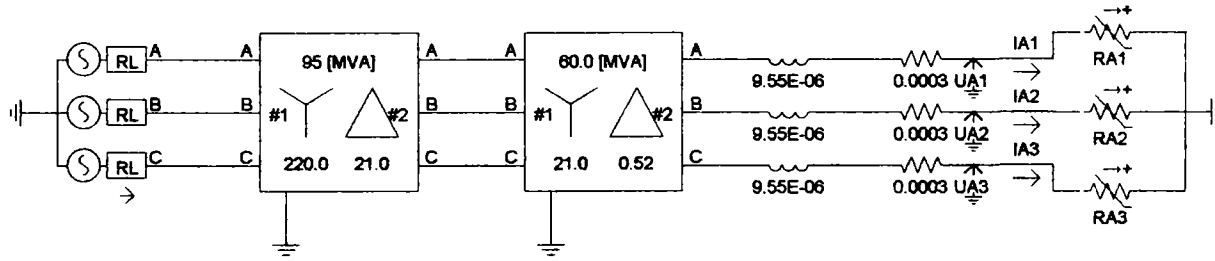 RL A A 95 [MVA] A A 60.0 [MVA] A 9.55E-06 0.0003 UA1 IA1 RA1
RL B B #1 #2 B B #1 #2 B 9.55E-06 0.0003 UA2 IA2 RA2
RL C C 220.0 21.0 C C 21.0 0.52 C 9.55E-06 0.0003 UA3 IA3 RA3